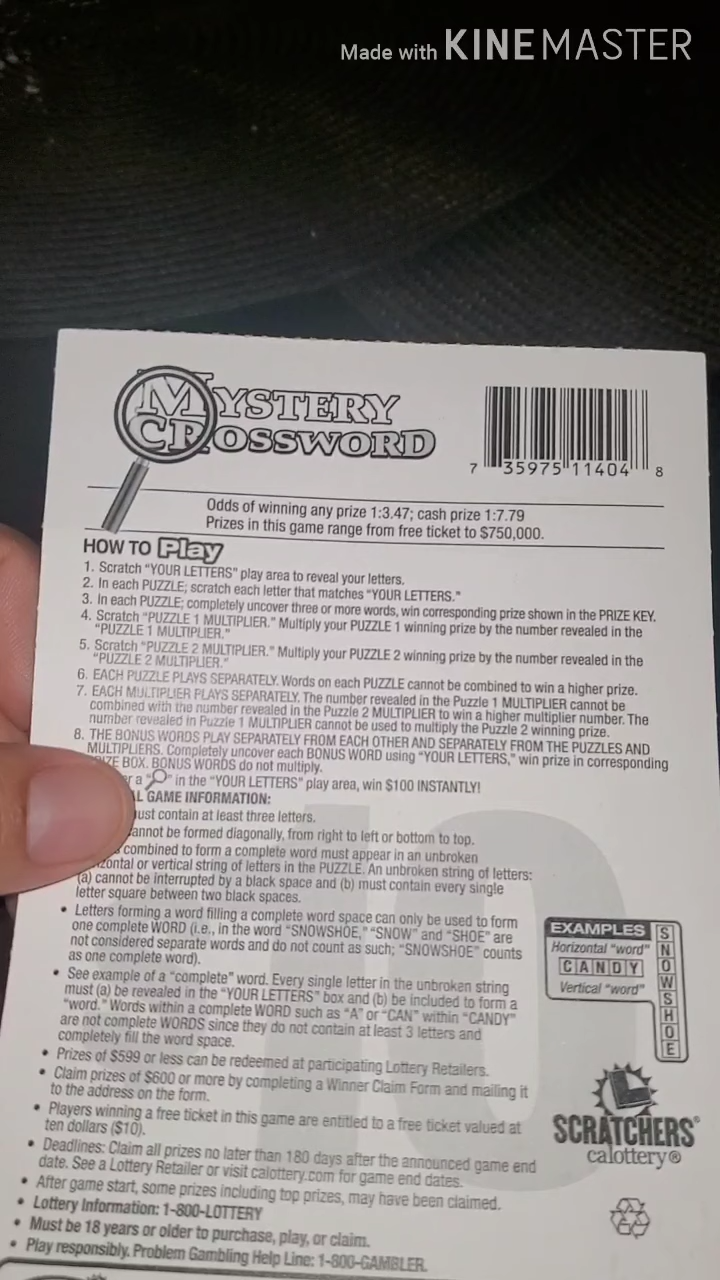 Made with KINEMASTER
MYSTERY
CROSSWORD
7 35975 11404 8
Odds of winning any prize 1:3.47; cash prize 1:7.79
Prizes in this game range from free ticket to $750,000.
HOW TO Play
1. Scratch "YOUR LETTERS" play area to reveal your letters.
2. In each PUZZLE; scratch each letter that matches "YOUR LETTERS."
3. In each PUZZLE; completely uncover three or more words, win corresponding prize shown in the PRIZE KEY.
4. Scratch "PUZZLE 1 MULTIPLIER." Multiply your PUZZLE 1 winning prize by the number revealed in the
"PUZZLE 1 MULTIPLIER."
5. Scratch "PUZZLE 2 MULTIPLIER." Multiply your PUZZLE 2 winning prize by the number revealed in the
"PUZZLE 2 MULTIPLIER."
6. EACH PUZZLE PLAYS SEPARATELY. Words on each PUZZLE cannot be combined to win a higher prize.
7. EACH MULTIPLIER PLAYS SEPARATELY. The number revealed in the Puzzle 1 MULTIPLIER cannot be
combined with the number revealed in the Puzzle 2 MULTIPLIER to win a higher multiplier number. The
number revealed in Puzzle 1 MULTIPLIER cannot be used to multiply the Puzzle 2 winning prize.
8. THE BONUS WORDS PLAY SEPARATELY FROM EACH OTHER AND SEPARATELY FROM THE PUZZLES AND
MULTIPLIERS. Completely uncover each BONUS WORD using "YOUR LETTERS," win prize in corresponding
BOX. BONUS WORDS do not multiply.
a " " in the "YOUR LETTERS" play area, win $100 INSTANTLY!
GAME INFORMATION:
must contain at least three letters.
cannot be formed diagonally, from right to left or bottom to top.
combined to form a complete word must appear in an unbroken
or vertical string of letters in the PUZZLE. An unbroken string of letters:
(a) cannot be interrupted by a black space and (b) must contain every single
letter square between two black spaces.
• Letters forming a word filling a complete word space can only be used to form
one complete WORD (i.e., in the word "SNOWSHOE," "SNOW" and "SHOE" are
not considered separate words and do not count as such; "SNOWSHOE" counts
as one complete word).
• See example of a "complete" word. Every single letter in the unbroken string
must (a) be revealed in the "YOUR LETTERS" box and (b) be included to form a
"word." Words within a complete WORD such as "A" or "CAN" within "CANDY"
are not complete WORDS since they do not contain at least 3 letters and
completely fill the word space.
• Prizes of $599 or less can be redeemed at participating Lottery Retailers.
• Claim prizes of $600 or more by completing a Winner Claim Form and mailing it
to the address on the form.
• Players winning a free ticket in this game are entitled to a free ticket valued at
ten dollars ($10).
• Deadlines: Claim all prizes no later than 180 days after the announced game end
date. See a Lottery Retailer or visit calottery.com for game end dates.
• After game start, some prizes including top prizes, may have been claimed.
• Lottery Information: 1-800-LOTTERY
• Must be 18 years or older to purchase, play, or claim.
• Play responsibly. Problem Gambling Help Line: 1-800-GAMBLER.
10
EXAMPLES
Horizontal "word"
CANDY
Vertical "word"
SNOWSHOE
SCRATCHERS®
calottery®